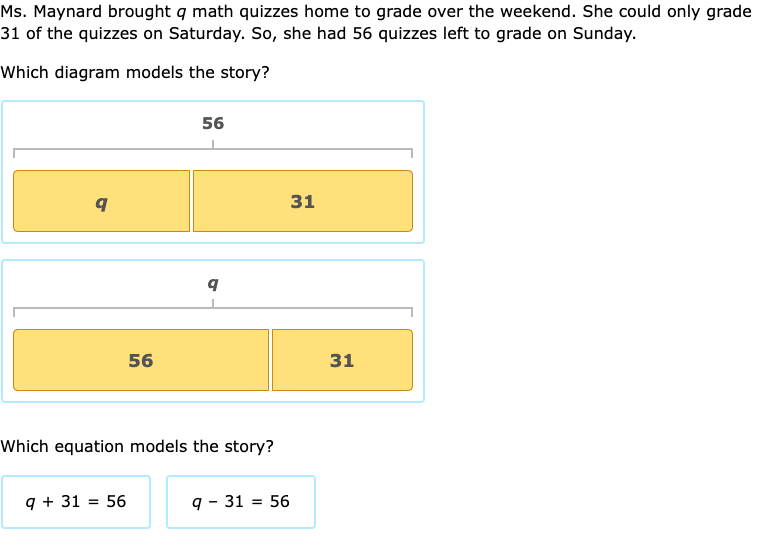 Ms. Maynard brought q math quizzes home to grade over the weekend. She could only grade
31 of the quizzes on Saturday. So, she had 56 quizzes left to grade on Sunday.
Which diagram models the story?
56
q 31
q
56 31
Which equation models the story?
q + 31 = 56 q – 31 = 56